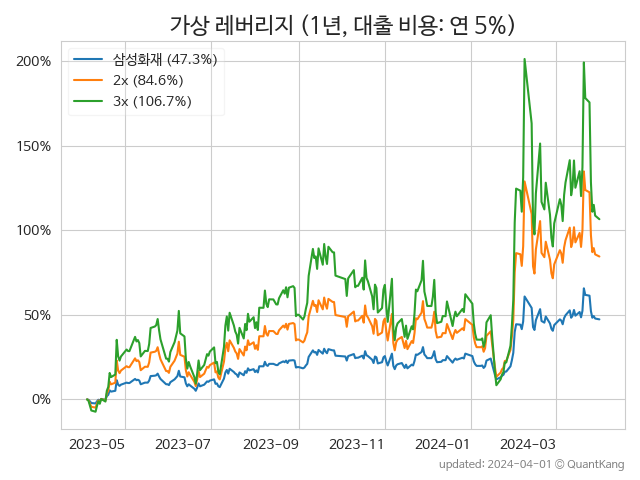 가상 레버리지 (1년, 대출 비용: 연 5%)
삼성화재 (47.3%)
2x (84.6%)
3x (106.7%)
200%
150%
100%
50%
0%
2023-05 2023-07 2023-09 2023-11 2024-01 2024-03
updated: 2024-04-01 © QuantKang